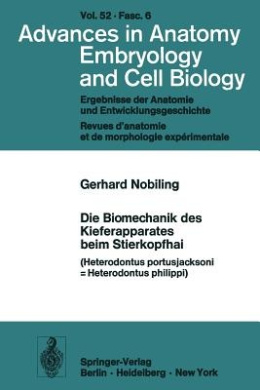 Vol. 52 · Fasc. 6
Advances in Anatomy
Embryology
and Cell Biology
Ergebnisse der Anatomie
und Entwicklungsgeschichte
Revues d'anatomie
et de morphologie expérimentale
Gerhard Nobiling
Die Biomechanik des
Kieferapparates
beim Stierkopfhai
(Heterodontus portusjacksoni
= Heterodontus philippi)
Springer-Verlag
Berlin · Heidelberg · New York